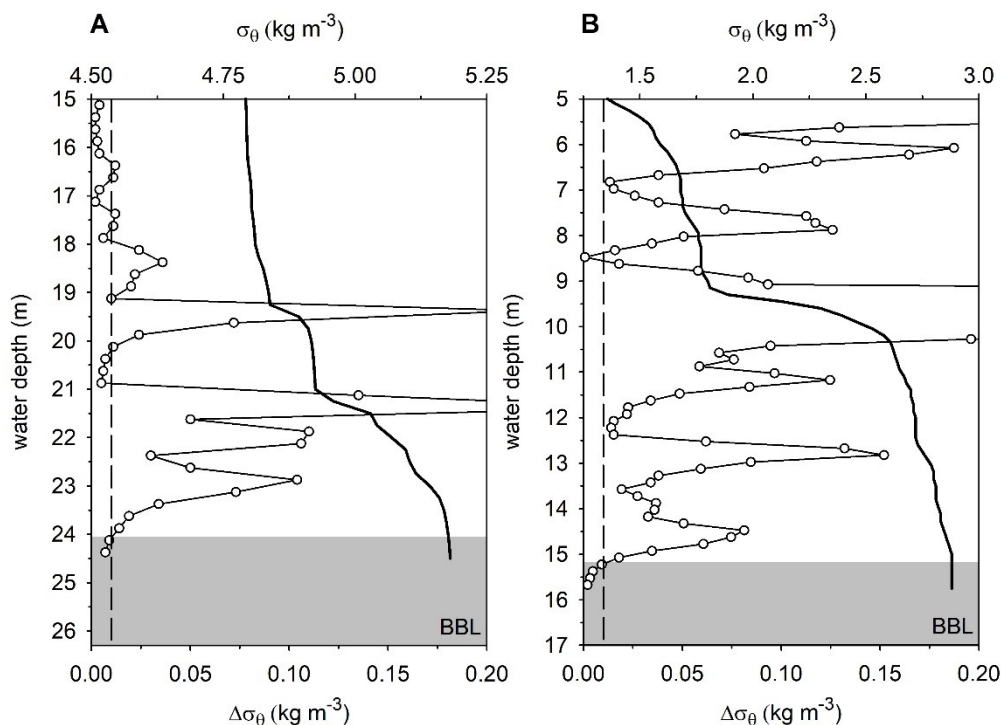 A
B
σθ (kg m-3)
σθ (kg m-3)
4.50 4.75 5.00 5.25
1.5 2.0 2.5 3.0
water depth (m)
15
16
17
18
19
20
21
22
23
24
25
26
BBL
0.00 0.05 0.10 0.15 0.20
Δσθ (kg m-3)
water depth (m)
5
6
7
8
9
10
11
12
13
14
15
16
17
BBL
0.00 0.05 0.10 0.15 0.20
Δσθ (kg m-3)